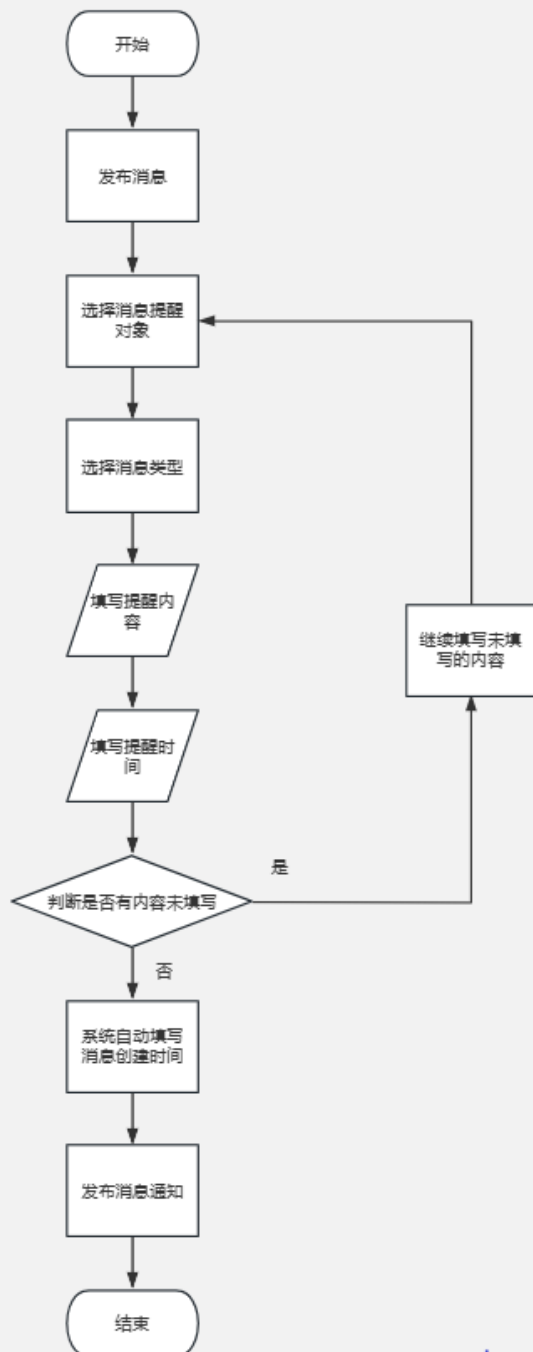 开始
发布消息
选择消息提醒
对象
选择消息类型
填写提醒内
容
继续填写未填
写的内容
填写提醒时
间
是
判断是否有内容未填写
否
系统自动填写
消息创建时间
发布消息通知
结束